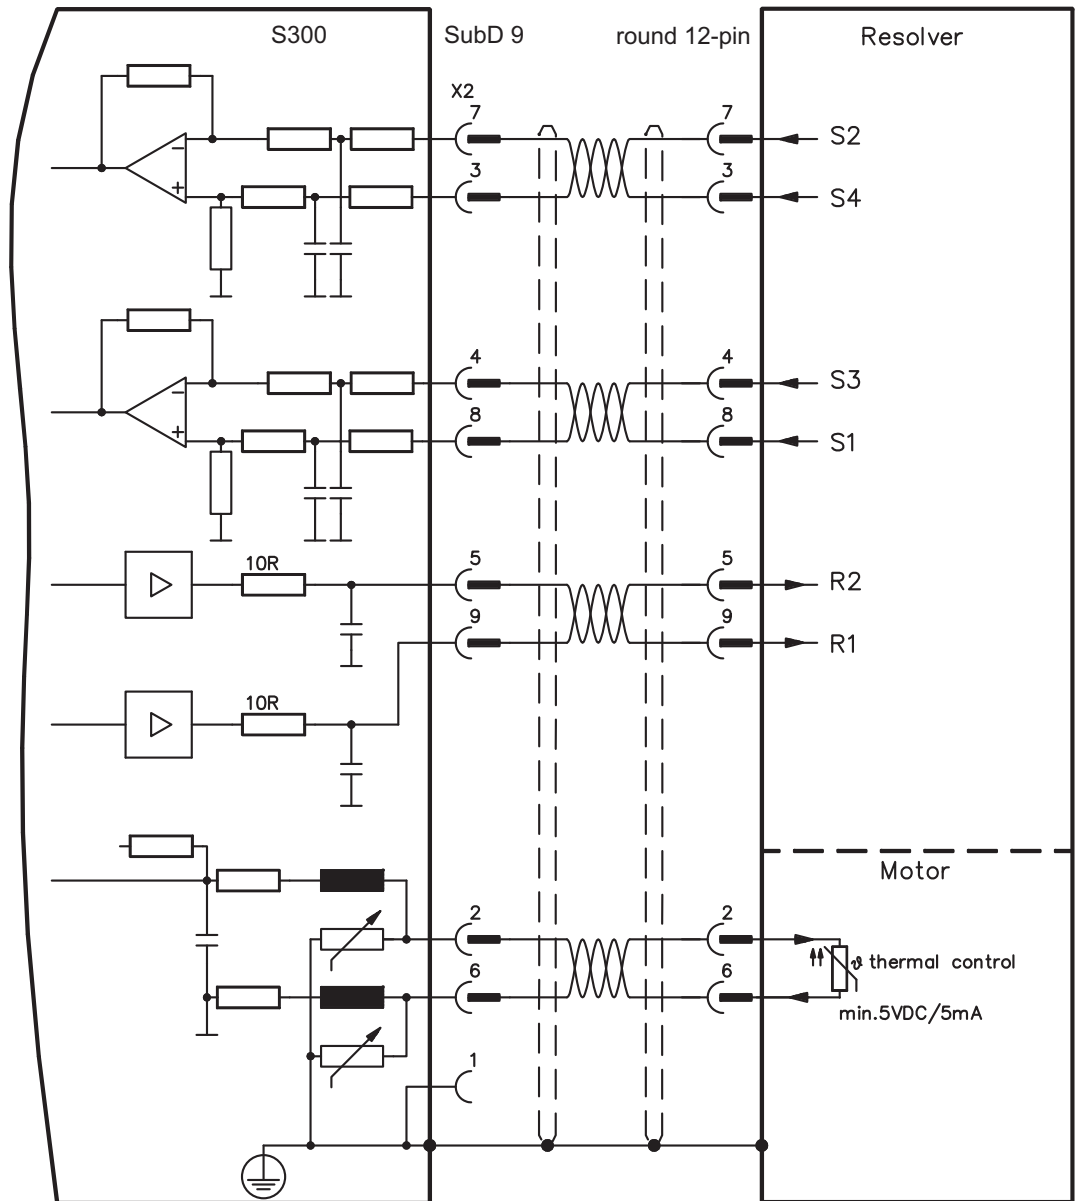 S300 SubD 9 round 12-pin Resolver
X2
7 7 S2
3 3 S4
4 4 S3
8 8 S1
10R 5 5 R2
9 9 R1
10R
Motor
2 2
ϑ thermal control
6 6
min.5VDC/5mA
1